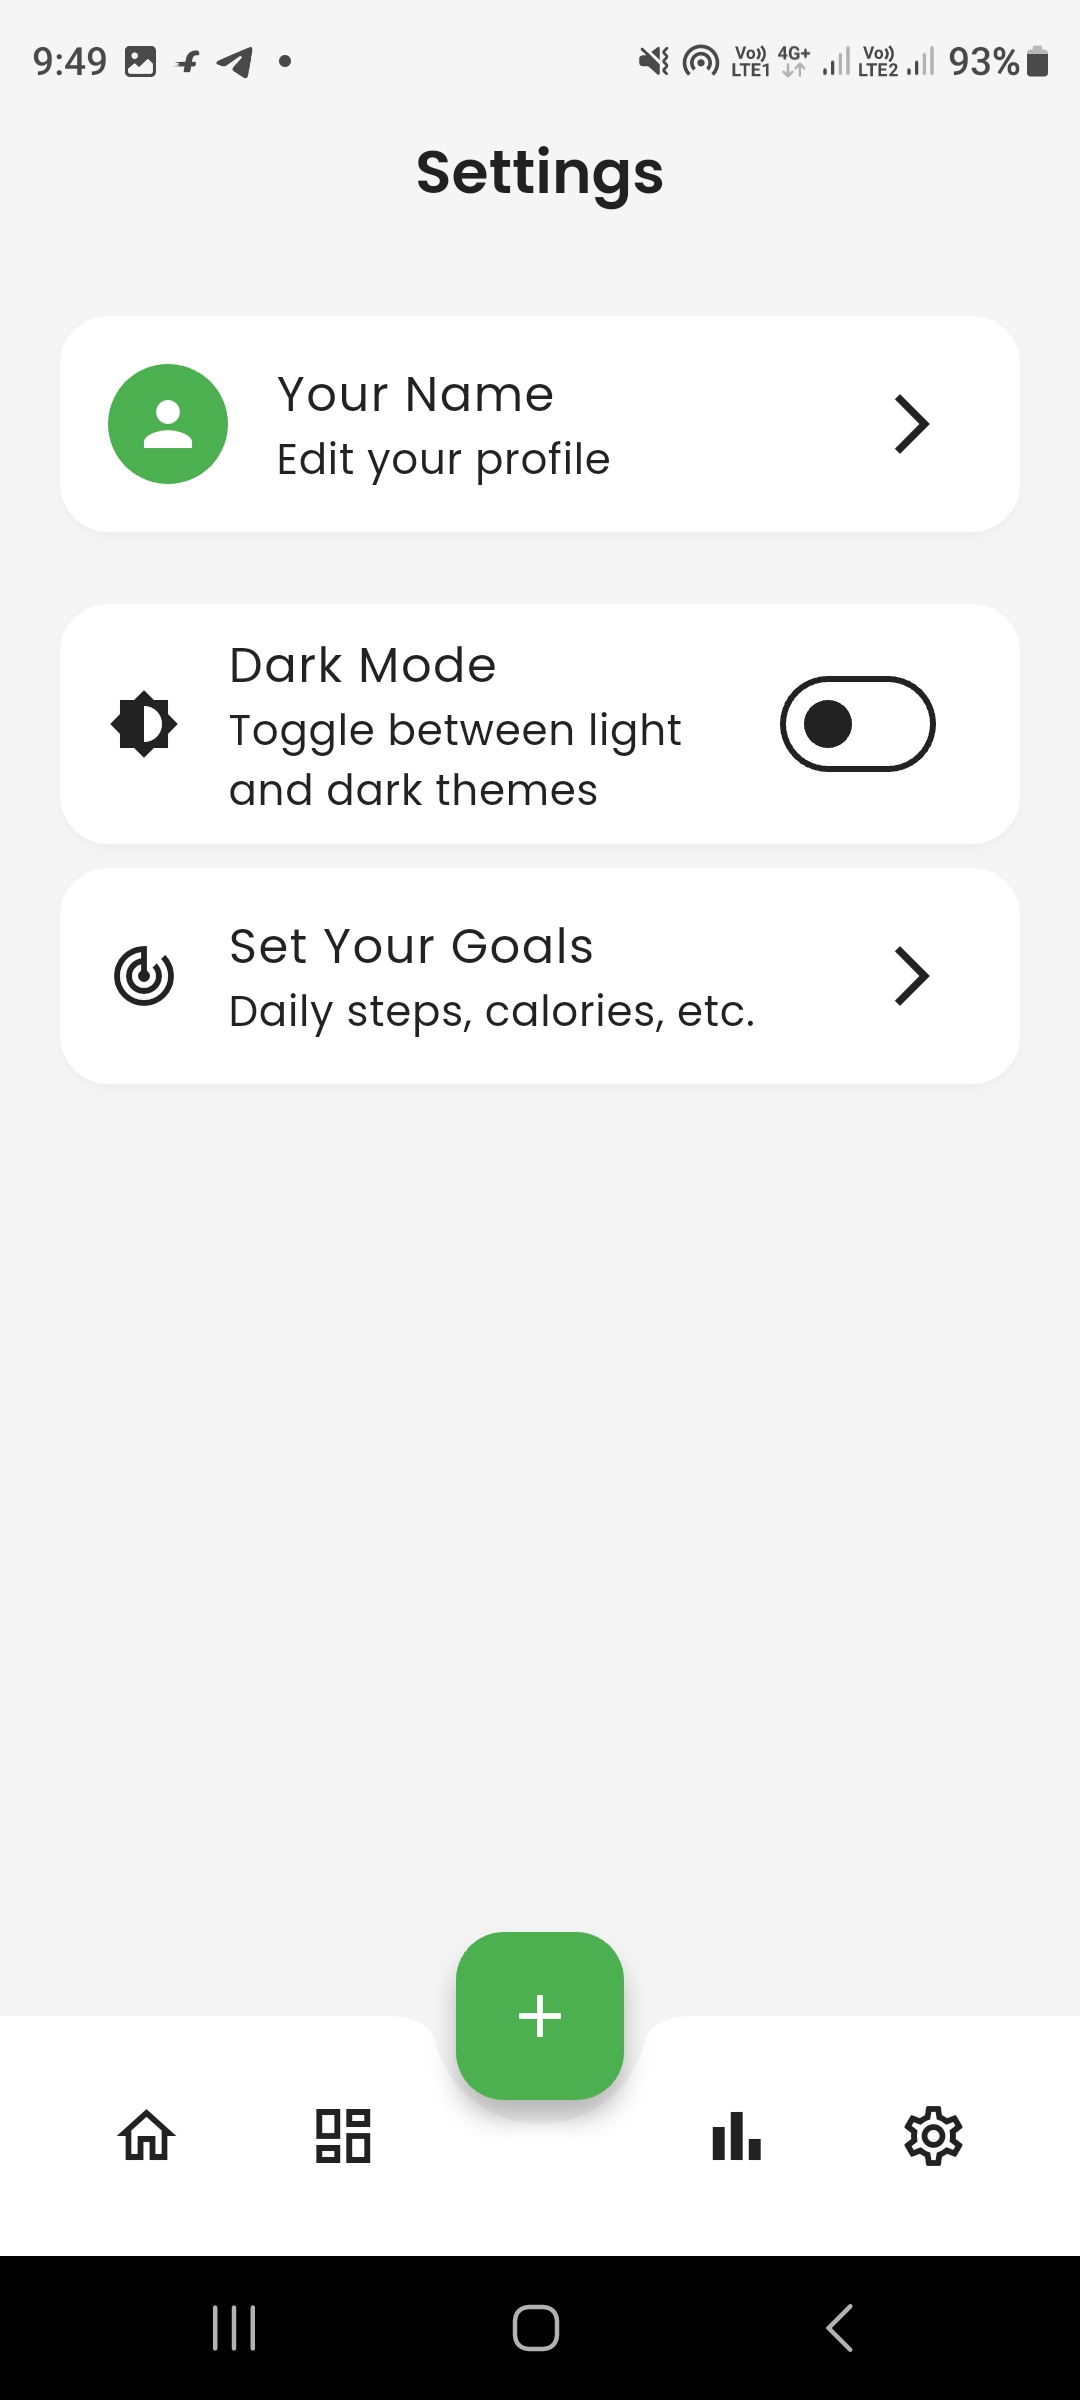 9:49
Vo)) LTE1 4G+ Vo)) LTE2 93%
Settings
Your Name
Edit your profile
Dark Mode
Toggle between light
and dark themes
Set Your Goals
Daily steps, calories, etc.